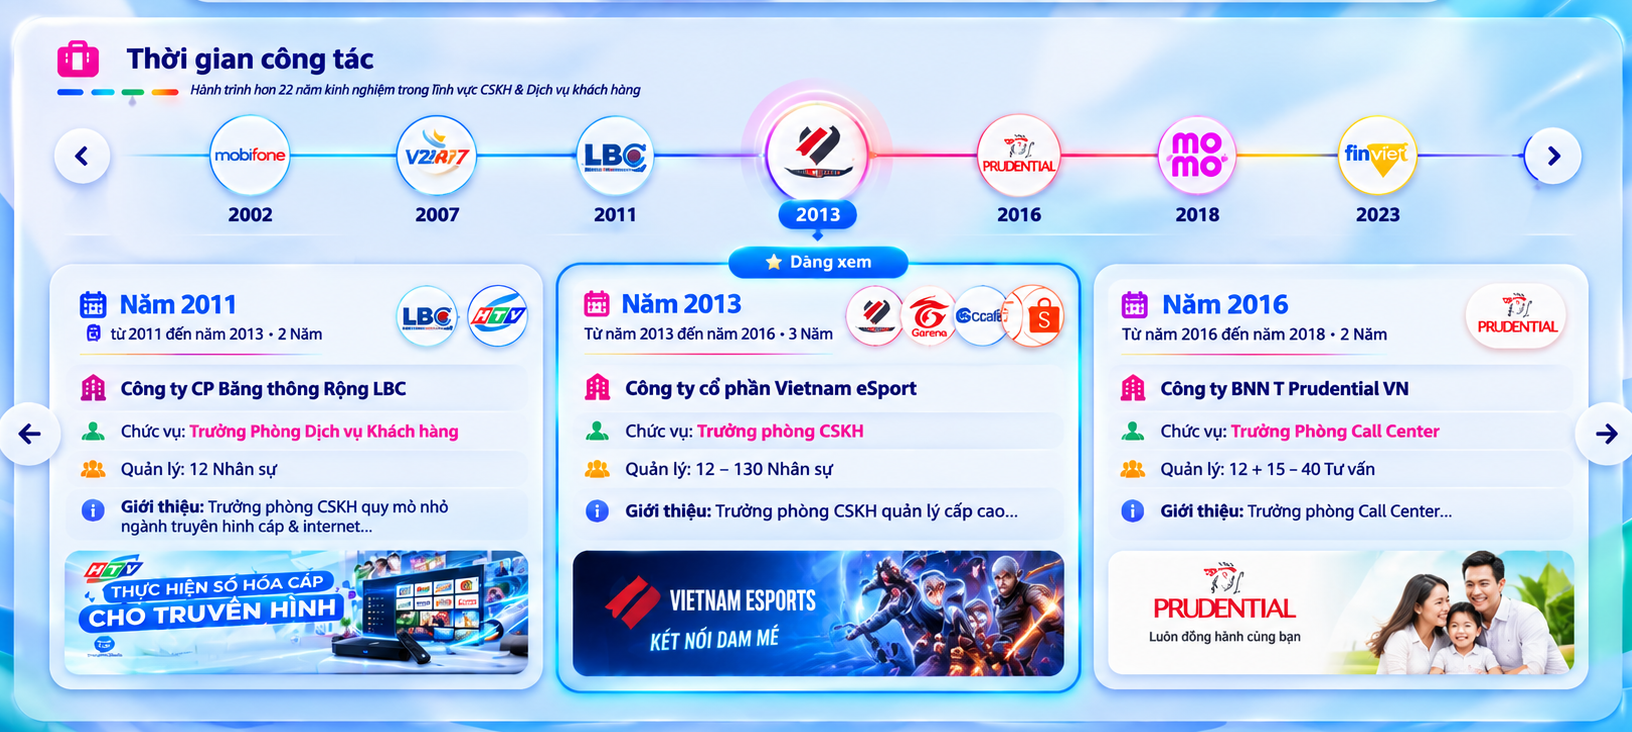 Thời gian công tác
Hành trình hơn 22 năm kinh nghiệm trong lĩnh vực CSKH & Dịch vụ khách hàng
mobifone
LBC
PRUDENTIAL
MOMO
finviet
2002
2007
2011
2013
2016
2018
2023
Dàng xem
Năm 2011
từ 2011 đến năm 2013 • 2 Năm
LBC
HTV
Công ty CP Băng thông Rộng LBC
Chức vụ: Trưởng Phòng Dịch vụ Khách hàng
Quản lý: 12 Nhân sự
Giới thiệu: Trưởng phòng CSKH quy mò nhỏ
ngành truyền hinh cáp & internet...
HTV
THỰC HIỆN SỐ HÓA CÁP
CHO TRUYỀN HÌNH
Năm 2013
Từ năm 2013 đến năm 2016 • 3 Năm
Garena
S
Công ty cổ phần Vietnam eSport
Chức vụ: Trưởng phòng CSKH
Quản lý: 12 – 130 Nhân sự
Giới thiệu: Trưởng phòng CSKH quản lý cấp cao...
VIETNAM ESPORTS
KẾT NỐI DAM MÉ
Năm 2016
Từ năm 2016 đến năm 2018 • 2 Năm
PRUDENTIAL
Công ty BNN T Prudential VN
Chức vụ: Trưởng Phòng Call Center
Quản lý: 12 + 15 – 40 Tư vấn
Giới thiệu: Trưởng phòng Call Center...
PRUDENTIAL
Luôn đồng hành cùng bạn